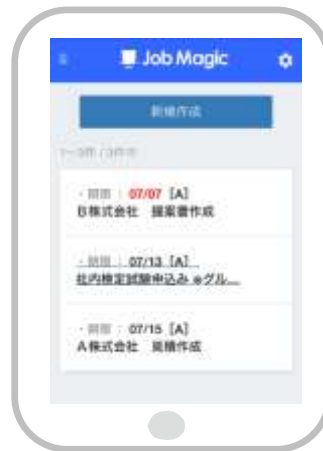 Job Magic
新規作成
1~3件 / 3件中
・期限 : 07/07 [A]
B株式会社 提案書作成
・期限 : 07/13 [A]
社内検定試験申込み ※グル...
・期限 : 07/15 [A]
A株式会社 見積作成